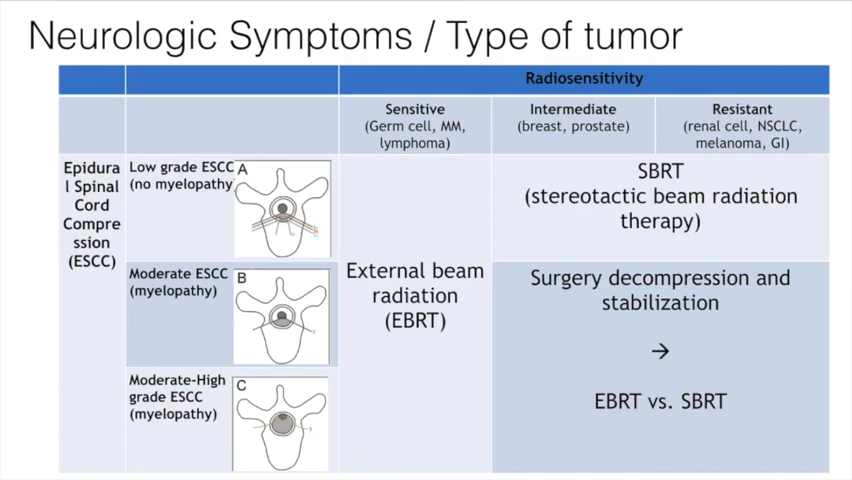 Neurologic Symptoms / Type of tumor
Radiosensitivity
Sensitive
(Germ cell, MM,
lymphoma)
Intermediate
(breast, prostate)
Resistant
(renal cell, NSCLC,
melanoma, GI)
Epidura
l Spinal
Cord
Compre
ssion
(ESCC)
Low grade ESCC
(no myelopathy)
A
SBRT
(stereotactic beam radiation
therapy)
Moderate ESCC
(myelopathy)
B
External beam
radiation
(EBRT)
Surgery decompression and
stabilization
→
EBRT vs. SBRT
Moderate-High
grade ESCC
(myelopathy)
C